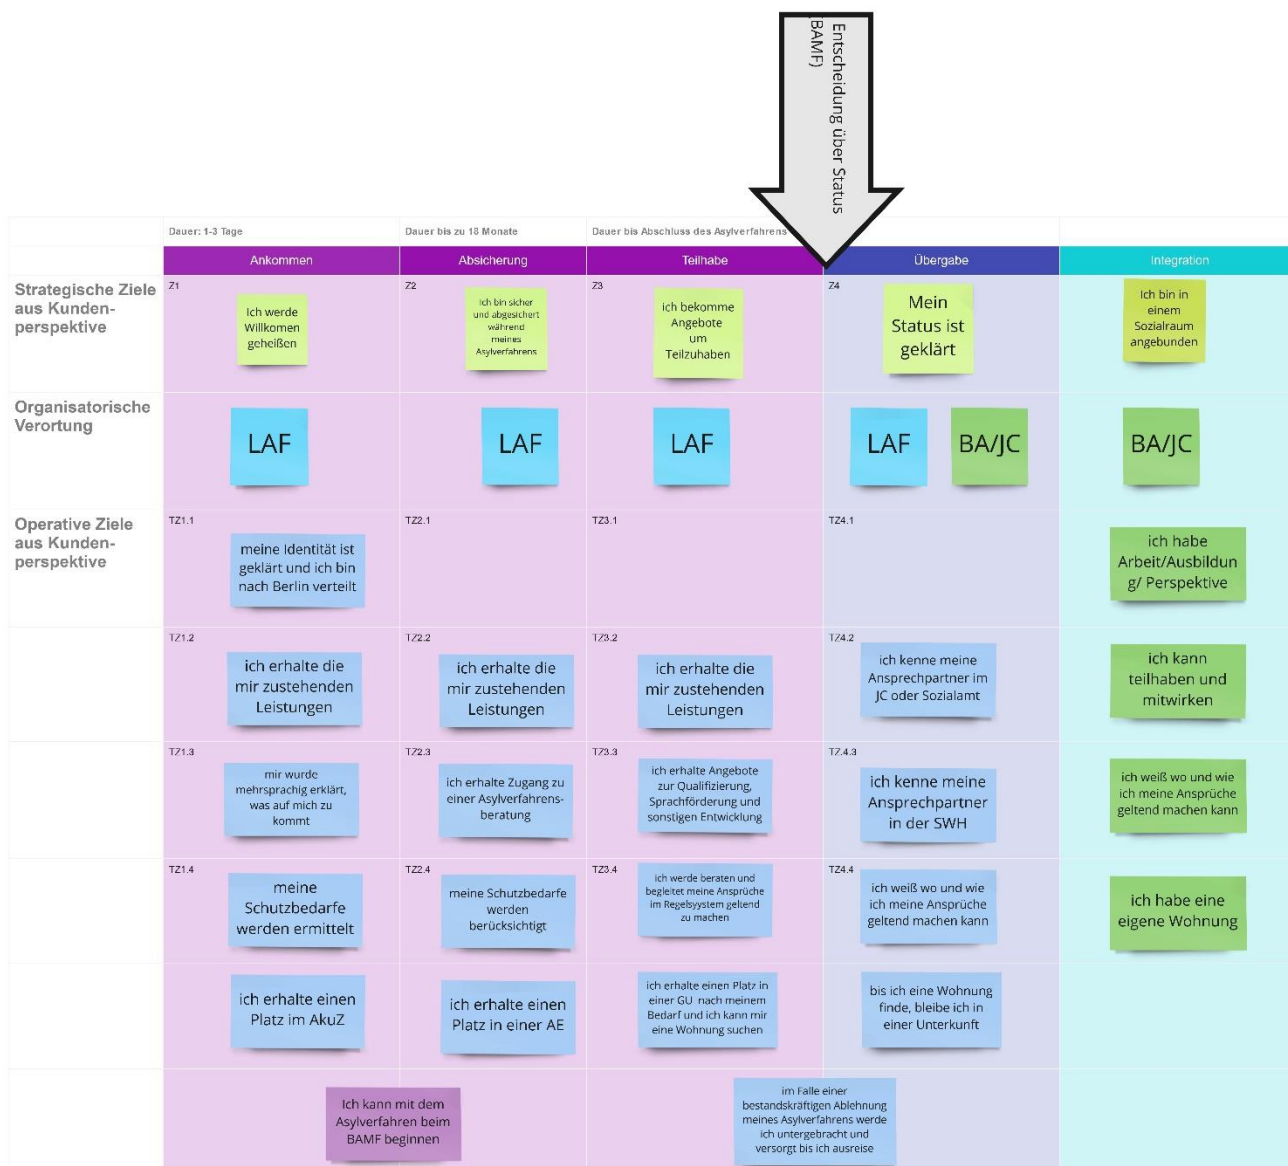 Entscheidung über Status
(BAMF)
Dauer: 1-3 Tage
Dauer bis zu 18 Monate
Dauer bis Abschluss des Asylverfahrens
Ankommen
Absicherung
Teilhabe
Übergabe
Integration
Strategische Ziele
aus Kunden-
perspektive
Z1
Ich werde
Willkomen
geheißen
Z2
Ich bin sicher
und abgesichert
während
meines
Asylverfahrens
Z3
ich bekomme
Angebote
um
Teilzuhaben
Z4
Mein
Status ist
geklärt
Ich bin in
einem
Sozialraum
angebunden
Organisatorische
Verortung
LAF
LAF
LAF
LAF
BA/JC
BA/JC
Operative Ziele
aus Kunden-
perspektive
TZ1.1
meine Identität ist
geklärt und ich bin
nach Berlin verteilt
TZ2.1
TZ3.1
TZ4.1
ich habe
Arbeit/Ausbildun
g/ Perspektive
TZ1.2
ich erhalte die
mir zustehenden
Leistungen
TZ2.2
ich erhalte die
mir zustehenden
Leistungen
TZ3.2
ich erhalte die
mir zustehenden
Leistungen
TZ4.2
ich kenne meine
Ansprechpartner im
JC oder Sozialamt
ich kann
teilhaben und
mitwirken
TZ1.3
mir wurde
mehrsprachig erklärt,
was auf mich zu
kommt
TZ2.3
ich erhalte Zugang zu
einer Asylverfahrens-
beratung
TZ3.3
ich erhalte Angebote
zur Qualifizierung,
Sprachförderung und
sonstigen Entwicklung
TZ.4.3
ich kenne meine
Ansprechpartner
in der SWH
ich weiß wo und wie
ich meine Ansprüche
geltend machen kann
TZ1.4
meine
Schutzbedarfe
werden ermittelt
TZ2.4
meine Schutzbedarfe
werden
berücksichtigt
TZ3.4
ich werde beraten und
begleitet meine Ansprüche
im Regelsyystem geltend
zu machen
TZ4.4
ich weiß wo und wie
ich meine Ansprüche
geltend machen kann
ich habe eine
eigene Wohnung
ich erhalte einen
Platz im AkuZ
ich erhalte einen
Platz in einer AE
ich erhalte einen Platz in
einer GU nach meinem
Bedarf und ich kann mir
eine Wohnung suchen
bis ich eine Wohnung
finde, bleibe ich in
einer Unterkunft
Ich kann mit dem
Asylverfahren beim
BAMF beginnen
im Falle einer
bestandskräftigen Ablehnung
meines Asylverfahrens werde
ich untergebracht und
versorgt bis ich ausreise